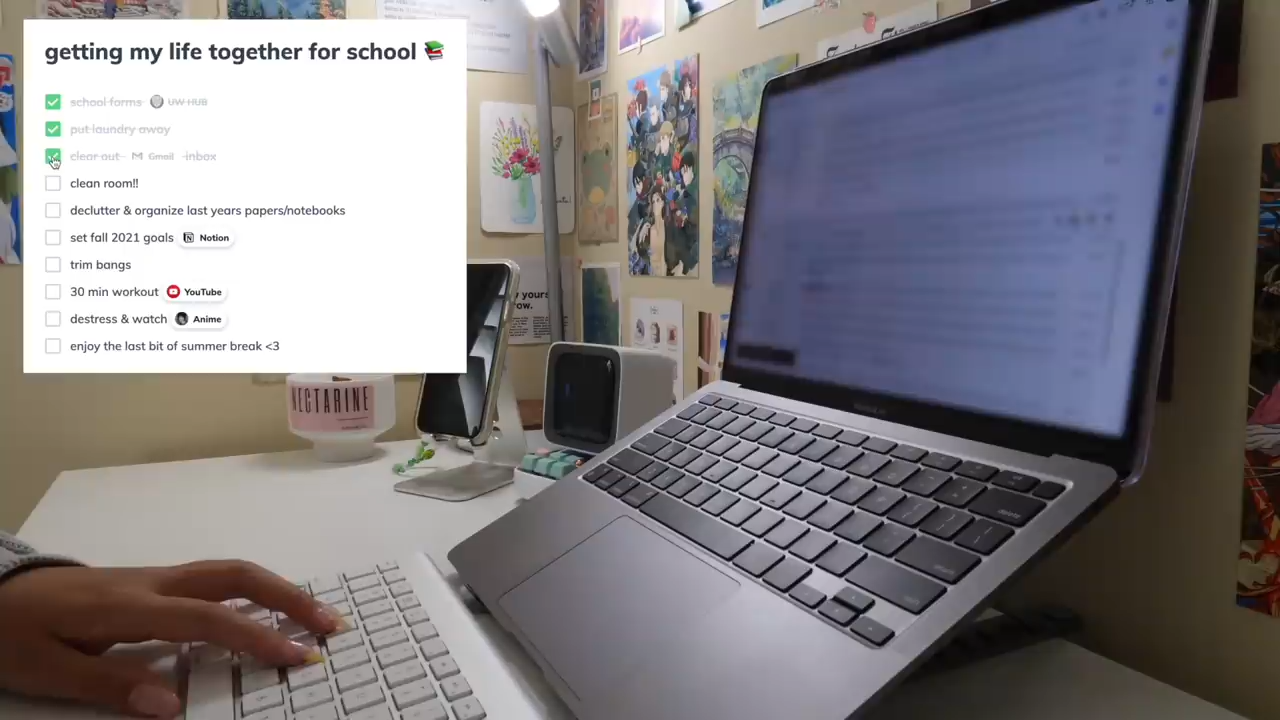 getting my life together for school 📚
school forms UW HUB
put laundry away
clear out Gmail inbox
clean room!!
declutter & organize last years papers/notebooks
set fall 2021 goals Notion
trim bangs
30 min workout YouTube
destress & watch Anime
enjoy the last bit of summer break <3
NECTARINE
delete